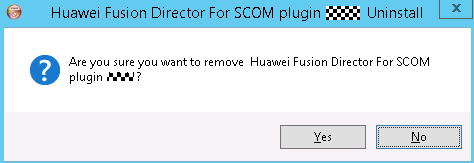 Huawei Fusion Director For SCOM plugin Uninstall
Are you sure you want to remove Huawei Fusion Director For SCOM
plugin ?
Yes
No